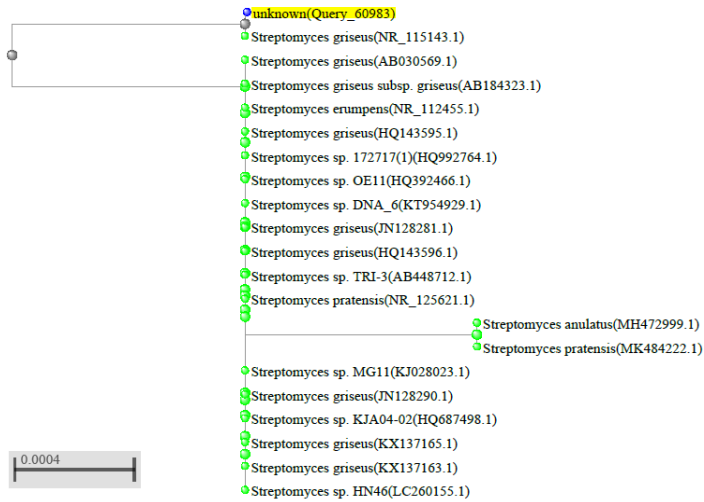 unknown(Query_60983)
Streptomyces griseus(NR_115143.1)
Streptomyces griseus(AB030569.1)
Streptomyces griseus subsp. griseus(AB184323.1)
Streptomyces erumpens(NR_112455.1)
Streptomyces griseus(HQ143595.1)
Streptomyces sp. 172717(1)(HQ992764.1)
Streptomyces sp. OE11(HQ392466.1)
Streptomyces sp. DNA_6(KT954929.1)
Streptomyces griseus(JN128281.1)
Streptomyces griseus(HQ143596.1)
Streptomyces sp. TRI-3(AB448712.1)
Streptomyces pratensis(NR_125621.1)
Streptomyces anulatus(MH472999.1)
Streptomyces pratensis(MK484222.1)
Streptomyces sp. MG11(KJ028023.1)
Streptomyces griseus(JN128290.1)
Streptomyces sp. KJA04-02(HQ687498.1)
Streptomyces griseus(KX137165.1)
0.0004
Streptomyces griseus(KX137163.1)
Streptomyces sp. HN46(LC260155.1)